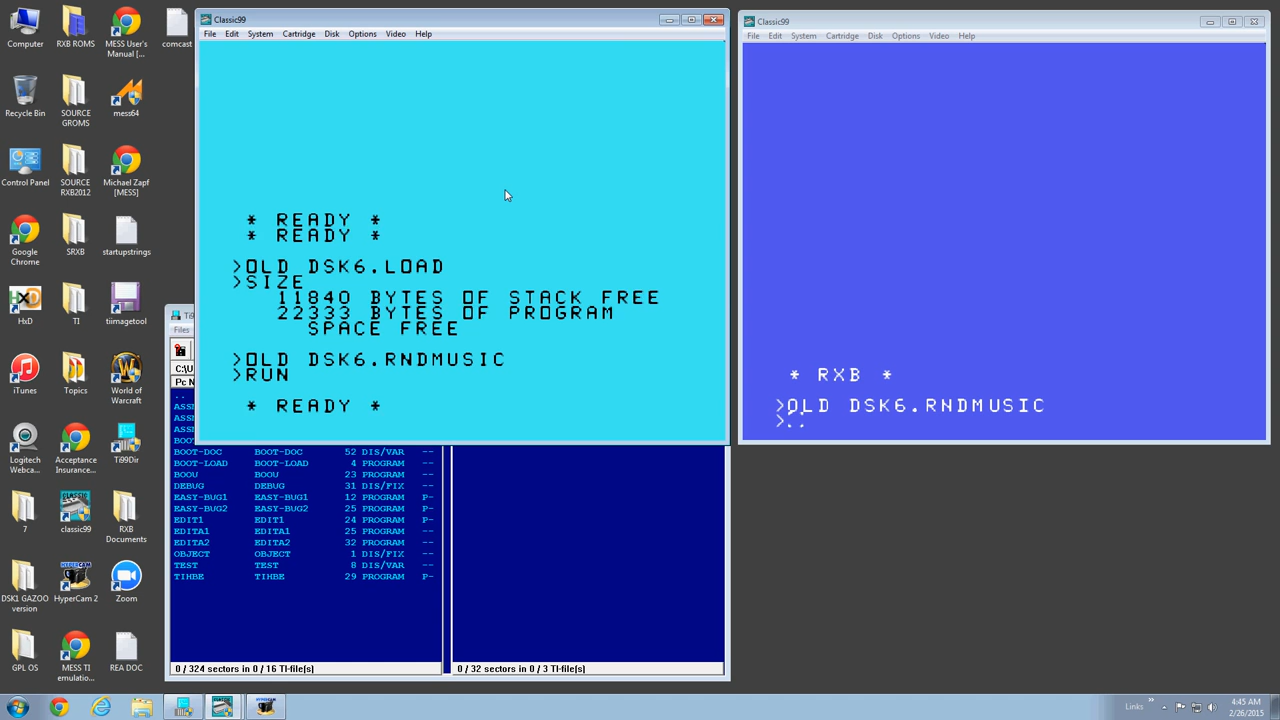 Computer
RXB ROMS
MESS User's
Manual [...
comcast
Recycle Bin
SOURCE
GROMS
mess64
Control Panel
SOURCE
RXB2012
Michael Zapf
[MESS]
Google
Chrome
SRXB
startupstrings
HxD
TI
tiimagetool
iTunes
Topics
World of
Warcraft
Logitech
Webca...
Acceptance
Insurance...
Ti99Dir
7
classic99
RXB
Documents
DSK1 GAZOO
version
HyperCam 2
Zoom
GPL OS
MESS TI
emulatio...
REA DOC
Classic99
File Edit System Cartridge Disk Options Video Help
* READY *
* READY *
>OLD DSK6.LOAD
>SIZE
11840 BYTES OF STACK FREE
22333 BYTES OF PROGRAM
SPACE FREE
>OLD DSK6.RNDMUSIC
>RUN
* READY *
Classic99
File Edit System Cartridge Disk Options Video Help
* RXB *
>OLD DSK6.RNDMUSIC
>..
Files
C:\U
Pc N
..
BOOT-DOC BOOT-DOC 52 DIS/VAR --
BOOT-LOAD BOOT-LOAD 4 PROGRAM --
BOOU BOOU 23 PROGRAM --
DEBUG DEBUG 31 DIS/FIX --
EASY-BUG1 EASY-BUG1 12 PROGRAM P-
EASY-BUG2 EASY-BUG2 25 PROGRAM P-
EDIT1 EDIT1 24 PROGRAM P-
EDITA1 EDITA1 25 PROGRAM --
EDITA2 EDITA2 32 PROGRAM --
OBJECT OBJECT 1 DIS/FIX --
TEST TEST 8 DIS/VAR --
TIHBE TIHBE 29 PROGRAM P-
0 / 324 sectors in 0 / 16 TI-file(s)
0 / 32 sectors in 0 / 3 TI-file(s)
Links
4:45 AM
2/26/2015